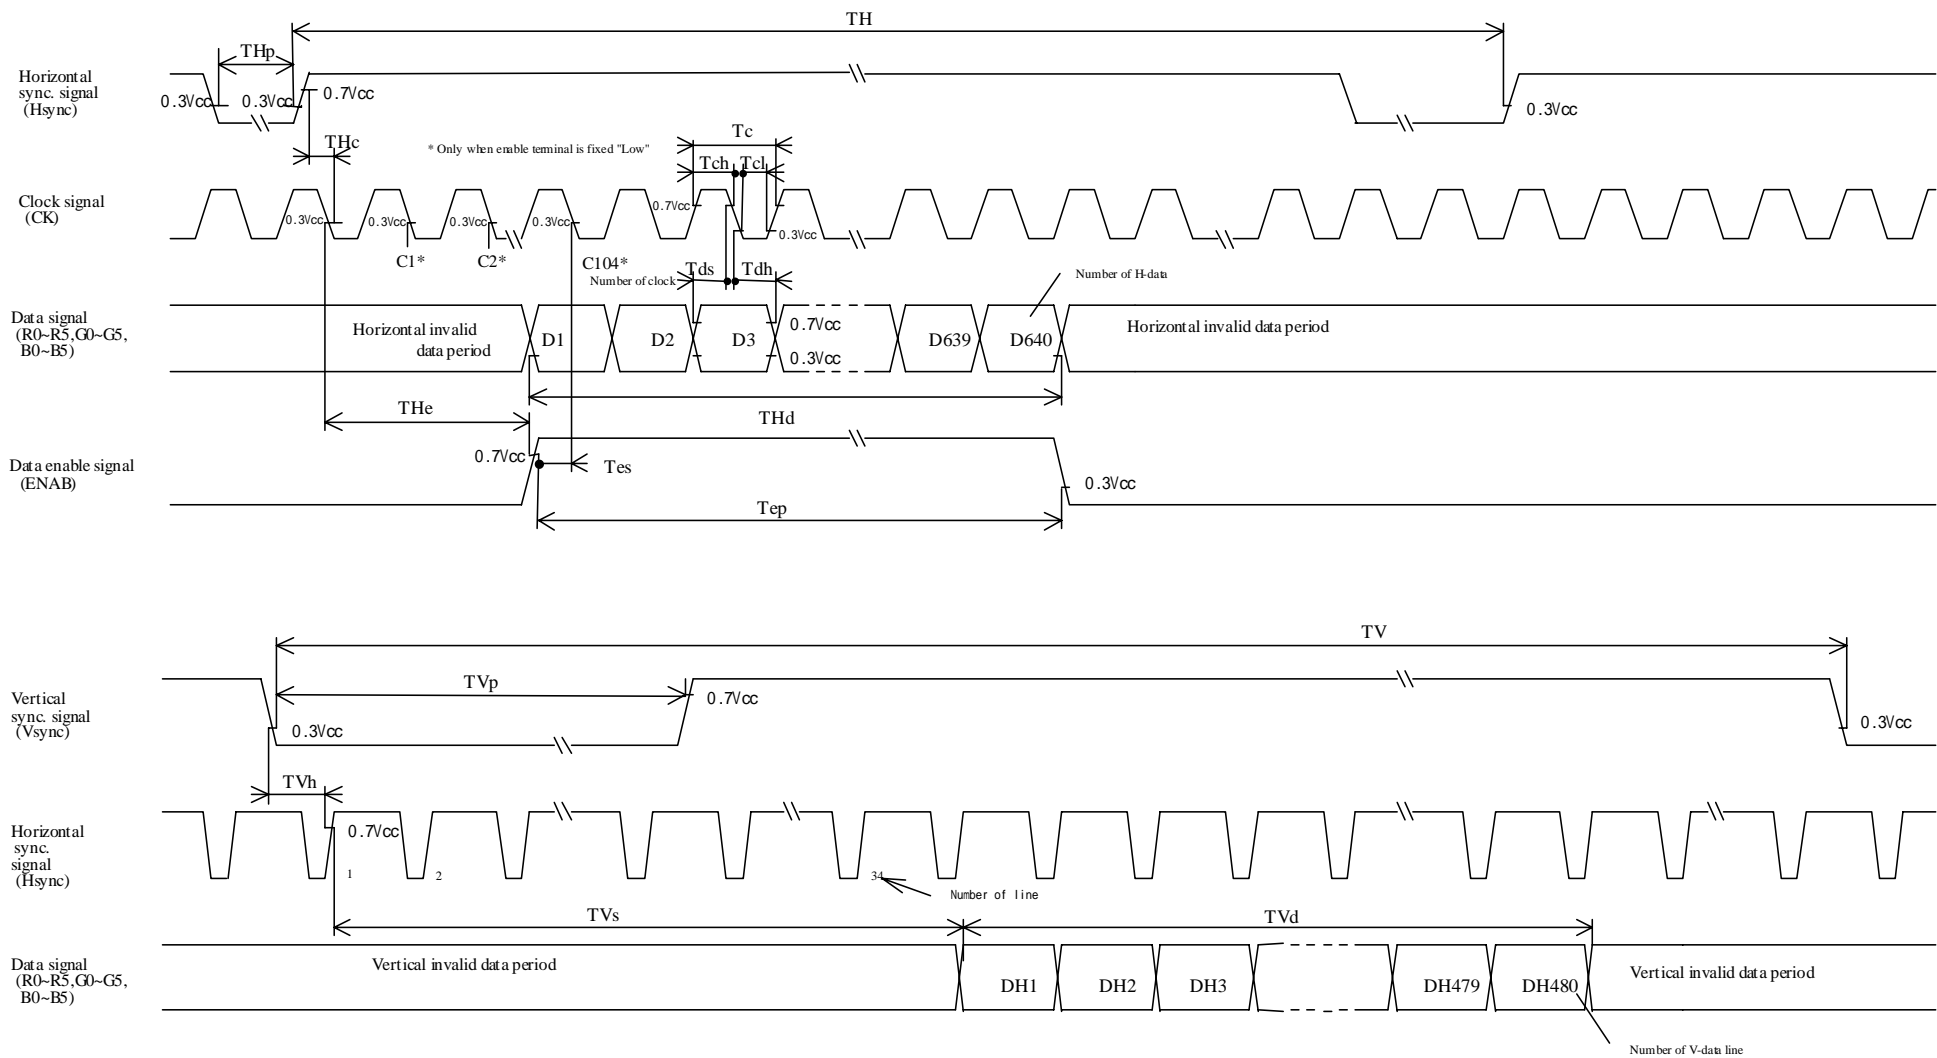 TH
THp
Horizontal
sync. signal
(Hsync)
0.3Vcc
0.3Vcc
0.7Vcc
0.3Vcc
THc
* Only when enable terminal is fixed "Low"
Tc
Tch
Tcl
Clock signal
(CK)
0.3Vcc
0.3Vcc
0.3Vcc
0.3Vcc
0.7Vcc
0.3Vcc
C1*
C2*
C104*
Number of clock
Tds
Tdh
Number of H-data
Data signal
(R0~R5,G0~G5,
B0~B5)
Horizontal invalid
data period
D1
D2
D3
0.7Vcc
0.3Vcc
D639
D640
Horizontal invalid data period
THe
THd
Data enable signal
(ENAB)
0.7Vcc
Tes
0.3Vcc
Tep
TV
TVp
Vertical
sync. signal
(Vsync)
0.3Vcc
0.7Vcc
0.3Vcc
TVh
Horizontal
sync.
signal
(Hsync)
0.7Vcc
1
2
34
Number of line
TVs
TVd
Data signal
(R0~R5,G0~G5,
B0~B5)
Vertical invalid data period
DH1
DH2
DH3
DH479
DH480
Vertical invalid data period
Number of V-data line